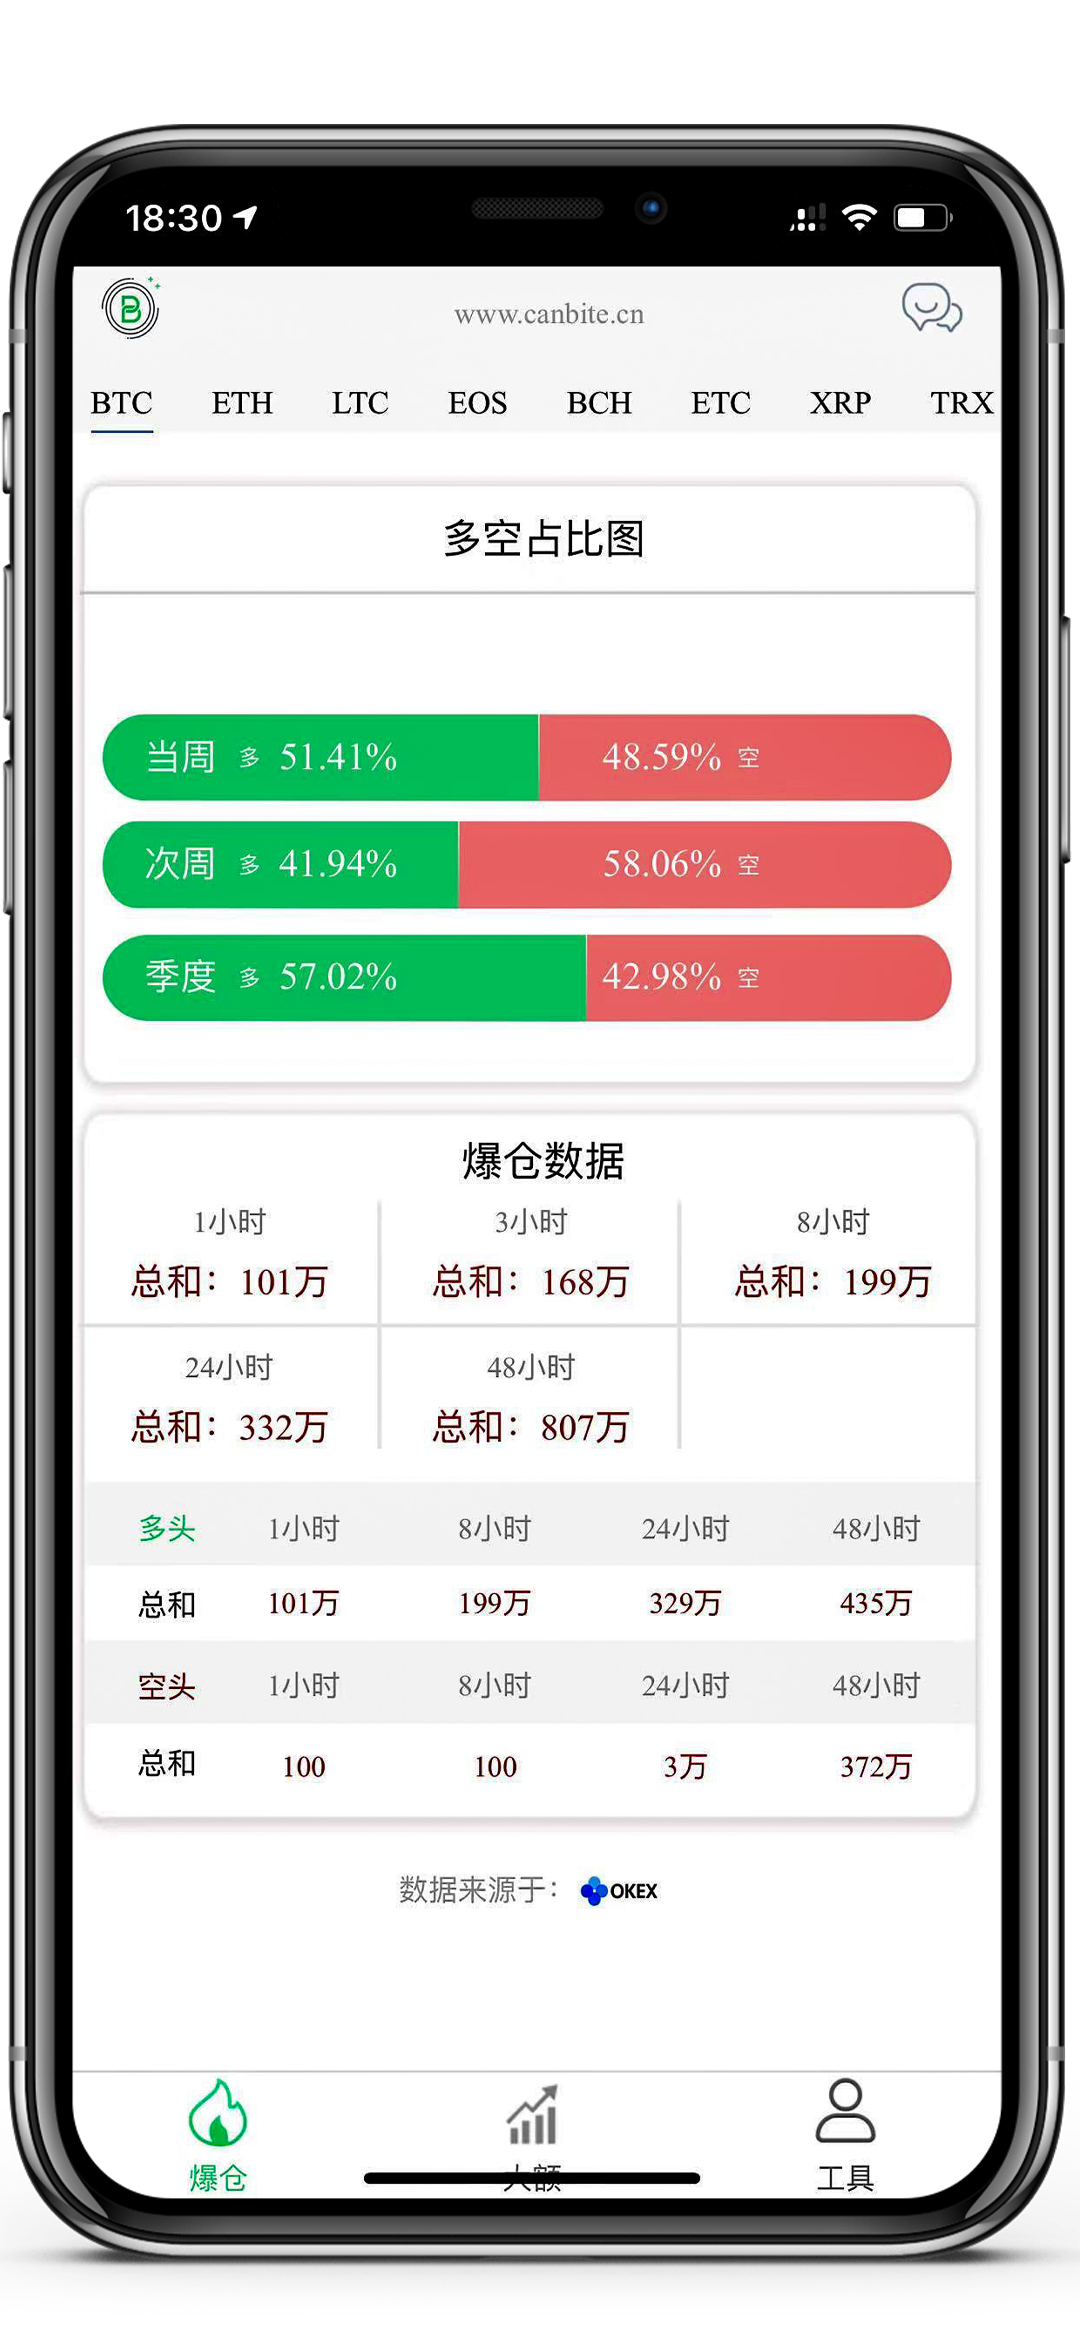 18:30
www.canbite.cn
BTC ETH LTC EOS BCH ETC XRP TRX
多空占比图
当周 多 51.41% 48.59% 空
次周 多 41.94% 58.06% 空
季度 多 57.02% 42.98% 空
爆仓数据
1小时 3小时 8小时
总和：101万 总和：168万 总和：199万
24小时 48小时
总和：332万 总和：807万
多头 1小时 8小时 24小时 48小时
总和 101万 199万 329万 435万
空头 1小时 8小时 24小时 48小时
总和 100 100 3万 372万
数据来源于： OKEX
爆仓 大额 工具